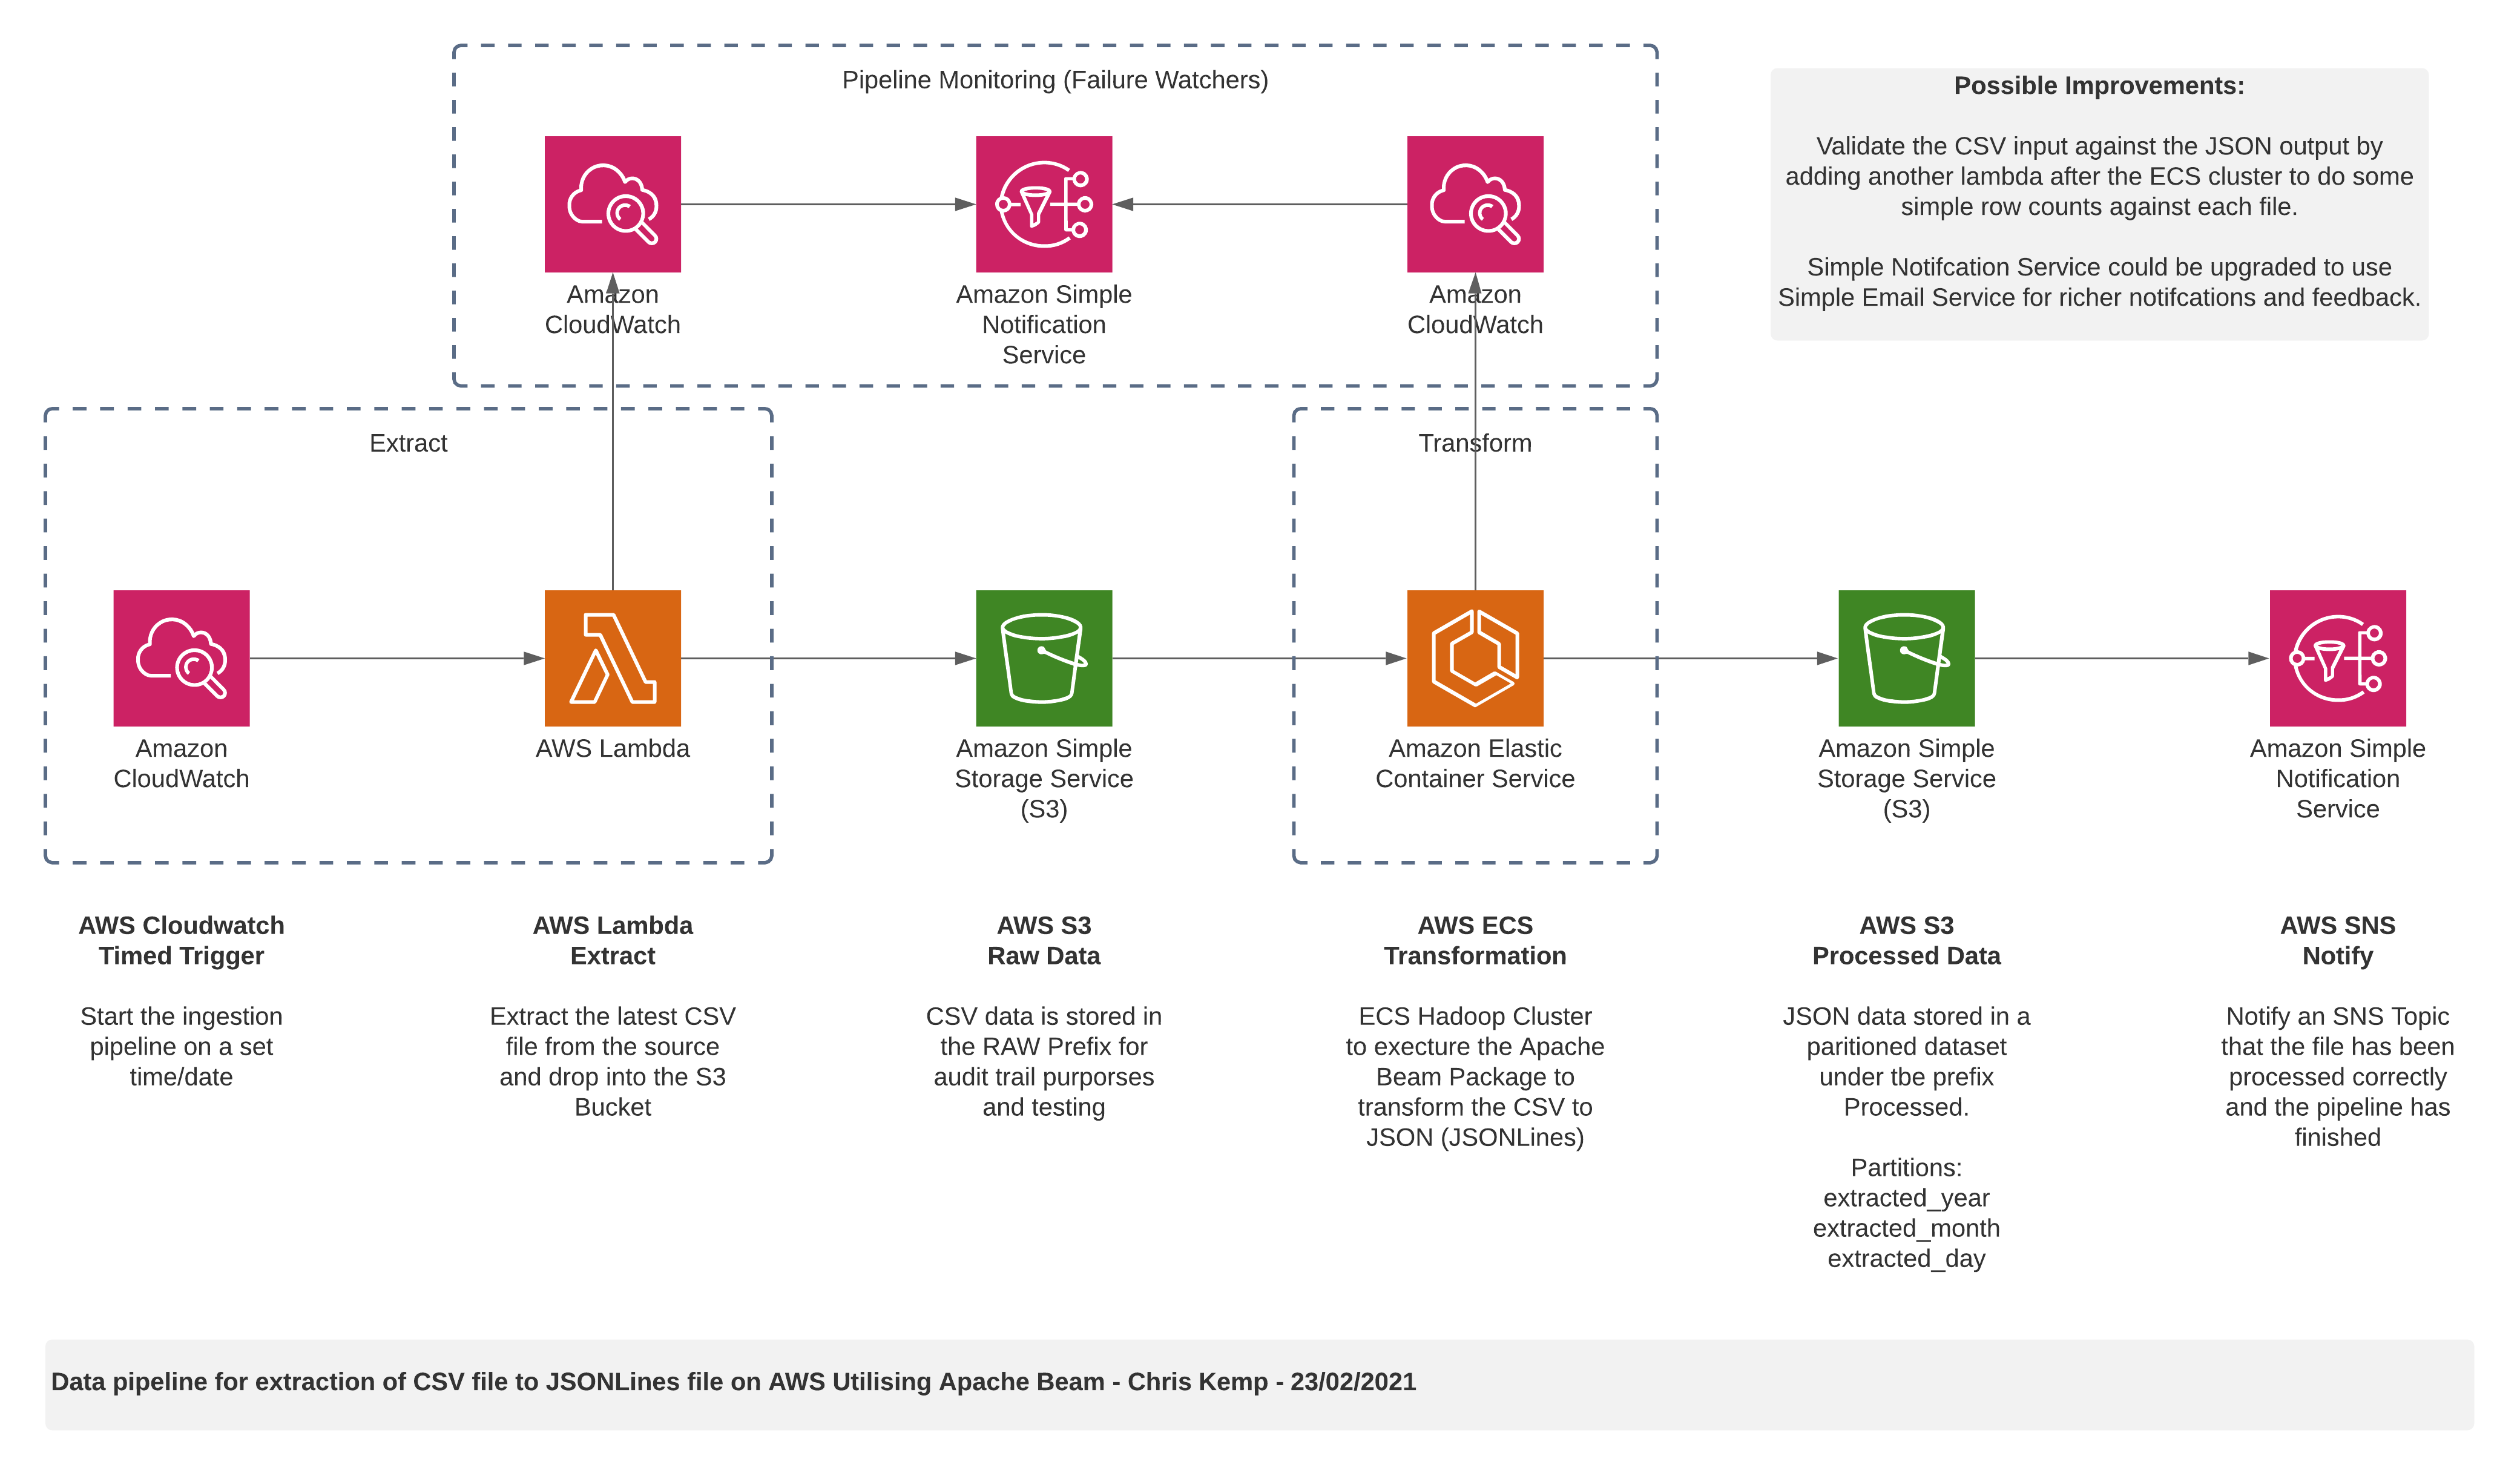 Pipeline Monitoring (Failure Watchers)
Amazon
CloudWatch
Amazon Simple
Notification
Service
Amazon
CloudWatch
Possible Improvements:
Validate the CSV input against the JSON output by
adding another lambda after the ECS cluster to do some
simple row counts against each file.
Simple Notifcation Service could be upgraded to use
Simple Email Service for richer notifcations and feedback.
Extract
Transform
Amazon
CloudWatch
AWS Lambda
Amazon Simple
Storage Service
(S3)
Amazon Elastic
Container Service
Amazon Simple
Storage Service
(S3)
Amazon Simple
Notification
Service
AWS Cloudwatch
Timed Trigger
Start the ingestion
pipeline on a set
time/date
AWS Lambda
Extract
Extract the latest CSV
file from the source
and drop into the S3
Bucket
AWS S3
Raw Data
CSV data is stored in
the RAW Prefix for
audit trail purporses
and testing
AWS ECS
Transformation
ECS Hadoop Cluster
to execture the Apache
Beam Package to
transform the CSV to
JSON (JSONLines)
AWS S3
Processed Data
JSON data stored in a
paritioned dataset
under tbe prefix
Processed.
Partitions:
extracted_year
extracted_month
extracted_day
AWS SNS
Notify
Notify an SNS Topic
that the file has been
processed correctly
and the pipeline has
finished
Data pipeline for extraction of CSV file to JSONLines file on AWS Utilising Apache Beam - Chris Kemp - 23/02/2021